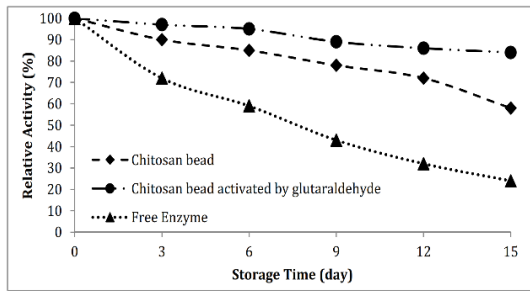 100
90
80
70
60
50
40
30
20
10
0
Relative Activity (%)
Chitosan bead
Chitosan bead activated by glutaraldehyde
Free Enzyme
0 3 6 9 12 15
Storage Time (day)